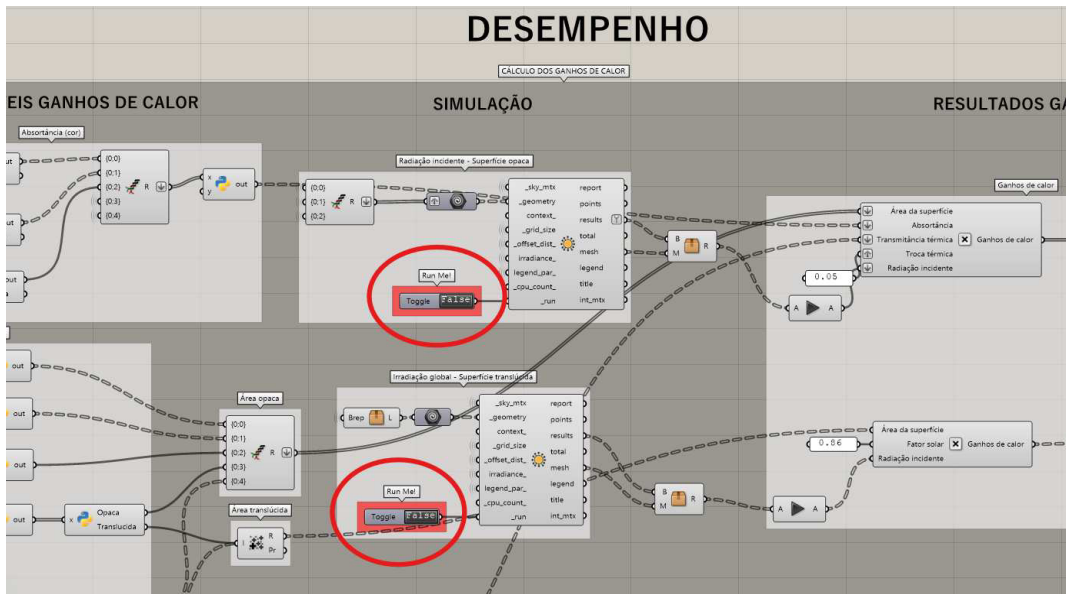 DESEMPENHO
CÁLCULO DOS GANHOS DE CALOR
EIS GANHOS DE CALOR
SIMULAÇÃO
RESULTADOS GA
Absortância (cor)
ut
ut
out
a
{0;0}
{0;1}
{0;2}
{0;3}
{0;4}
R
x
y
out
Radiação incidente - Superfície opaca
{0;0}
{0;1}
{0;2}
R
_sky_mtx
_geometry
context_
_grid_size
_offset_dist_
irradiance_
legend_par_
_cpu_count_
_run
report
points
results
total
mesh
legend
title
int_mtx
Run Me!
Toggle False
B
M
R
Ganhos de calor
Área da superfície
Absortância
Transmitância térmica
Troca térmica
Radiação incidente
Ganhos de calor
0.05
A A
out
out
out
out
Área opaca
{0;0}
{0;1}
{0;2}
{0;3}
{0;4}
R
x
Opaca
Translucida
Área translúcida
I
R
Pr
Irradiação global - Superfície translúcida
Brep L
_sky_mtx
_geometry
context_
_grid_size
_offset_dist_
irradiance_
legend_par_
_cpu_count_
_run
report
points
results
total
mesh
legend
title
int_mtx
Run Me!
Toggle False
B
M
R
A A
0.86
Área da superfície
Fator solar
Radiação incidente
Ganhos de calor